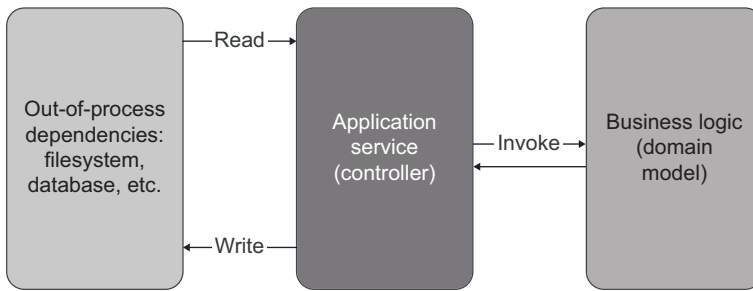 Out-of-process
dependencies:
filesystem,
database, etc.
Read
Write
Application
service
(controller)
Invoke
Business logic
(domain
model)